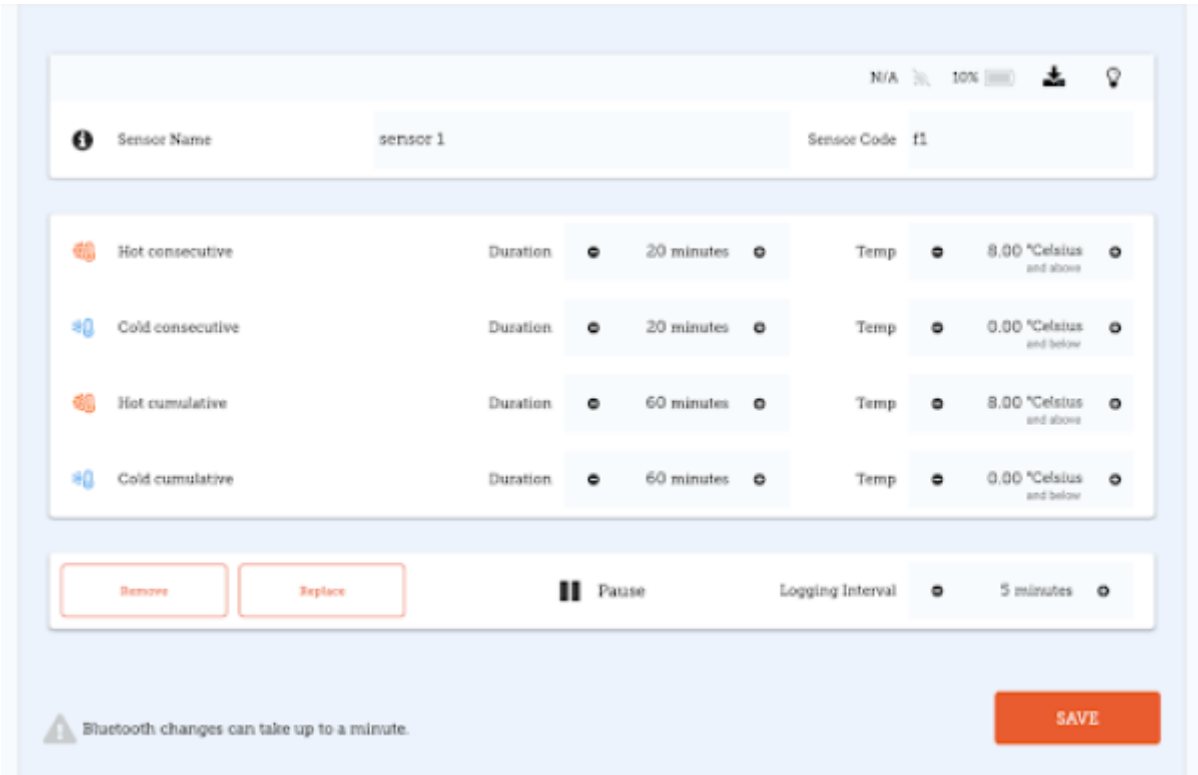 N/A 10%
Sensor Name sensor 1 Sensor Code f1
Hot consecutive Duration 20 minutes Temp 8.00 °Celsius
and above
Cold consecutive Duration 20 minutes Temp 0.00 °Celsius
and below
Hot cumulative Duration 60 minutes Temp 8.00 °Celsius
and above
Cold cumulative Duration 60 minutes Temp 0.00 °Celsius
and below
Remove Replace Pause Logging Interval 5 minutes
SAVE
Bluetooth changes can take up to a minute.